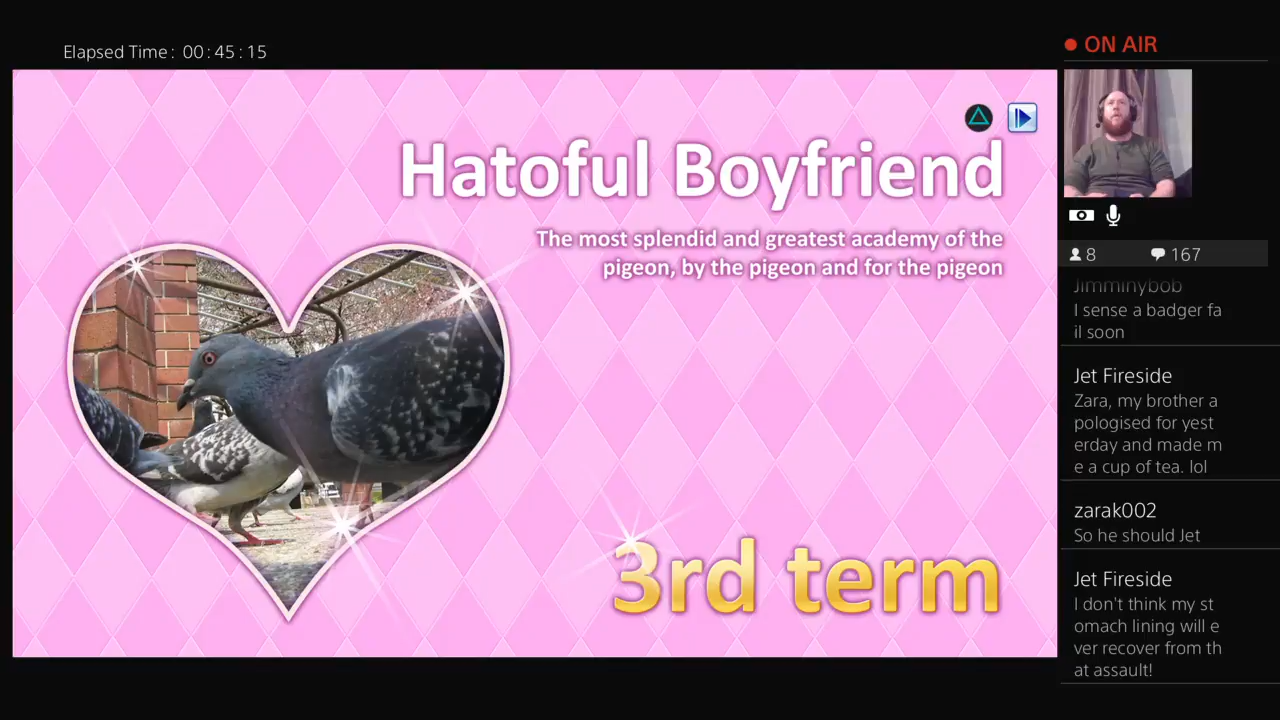 Elapsed Time: 00:45:15
Hatoful Boyfriend
The most splendid and greatest academy of the
pigeon, by the pigeon and for the pigeon
3rd term
ON AIR
8 167
Jimminybob
I sense a badger fa
il soon
Jet Fireside
Zara, my brother a
pologised for yest
erday and made m
e a cup of tea. lol
zarak002
So he should Jet
Jet Fireside
I don't think my st
omach lining will e
ver recover from th
at assault!